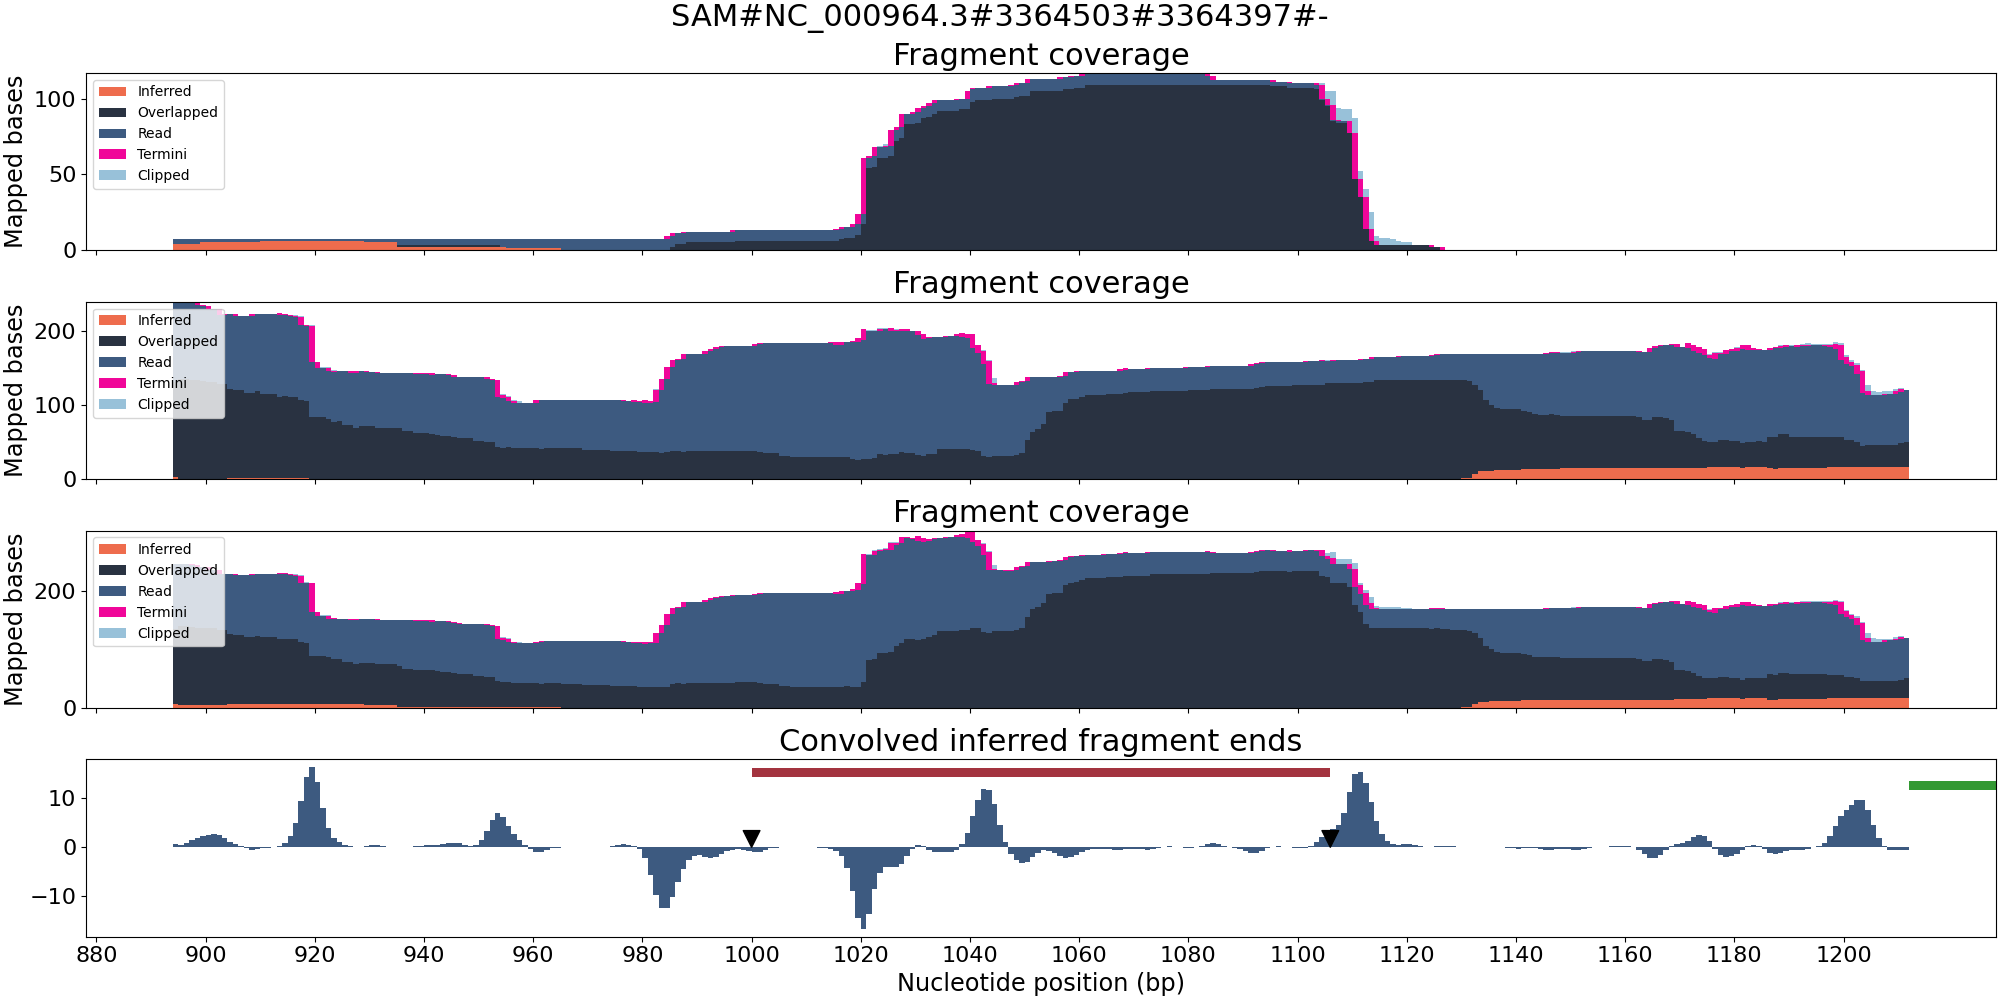 SAM#NC_000964.3#3364503#3364397#-
Fragment coverage
Mapped bases
100
50
0
Inferred
Overlapped
Read
Termini
Clipped
Fragment coverage
Mapped bases
200
100
0
Inferred
Overlapped
Read
Termini
Clipped
Fragment coverage
Mapped bases
200
0
Inferred
Overlapped
Read
Termini
Clipped
Convolved inferred fragment ends
10
0
−10
880 900 920 940 960 980 1000 1020 1040 1060 1080 1100 1120 1140 1160 1180 1200
Nucleotide position (bp)